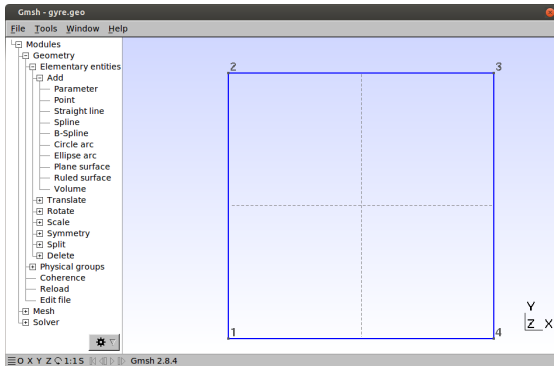 Gmsh - gyre.geo
File Tools Window Help
Modules
Geometry
Elementary entities
Add
Parameter
Point
Straight line
Spline
B-Spline
Circle arc
Ellipse arc
Plane surface
Ruled surface
Volume
Translate
Rotate
Scale
Symmetry
Split
Delete
Physical groups
Coherence
Reload
Edit file
Mesh
Solver
2 3
1 4
Y
Z X
O X Y Z 1:1 S Gmsh 2.8.4